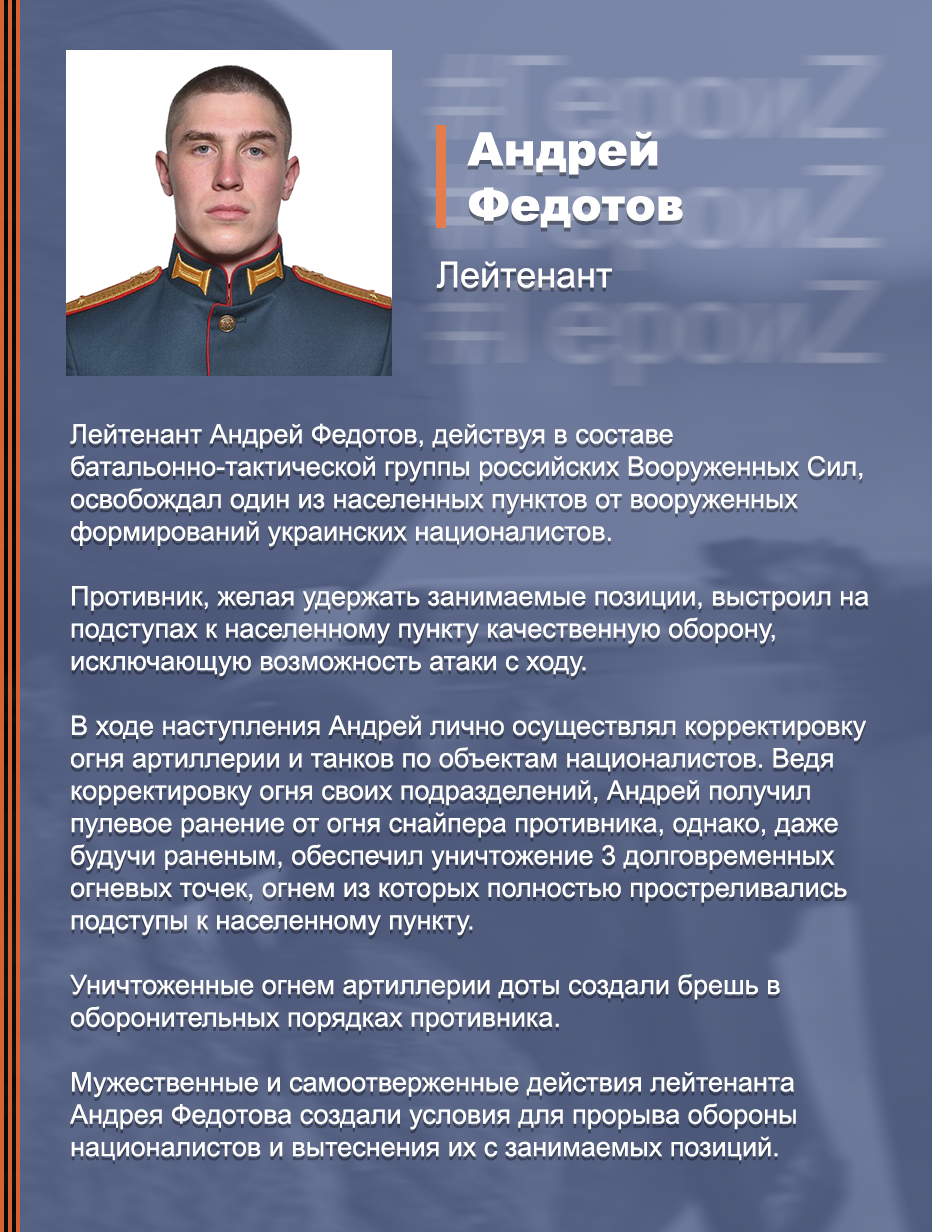 #ГероиZ
Андрей
#ГероиZ
Федотов
Лейтенант
#ГероиZ
Лейтенант Андрей Федотов, действуя в составе
батальонно-тактической группы российских Вооруженных Сил,
освобождал один из населенных пунктов от вооруженных
формирований украинских националистов.
Противник, желая удержать занимаемые позиции, выстроил на
подступах к населенному пункту качественную оборону,
исключающую возможность атаки с ходу.
В ходе наступления Андрей лично осуществлял корректировку
огня артиллерии и танков по объектам националистов. Ведя
корректировку огня своих подразделений, Андрей получил
пулевое ранение от огня снайпера противника, однако, даже
будучи раненым, обеспечил уничтожение 3 долговременных
огневых точек, огнем из которых полностью простреливались
подступы к населенному пункту.
Уничтоженные огнем артиллерии доты создали брешь в
оборонительных порядках противника.
Мужественные и самоотверженные действия лейтенанта
Андрея Федотова создали условия для прорыва обороны
националистов и вытеснения их с занимаемых позиций.